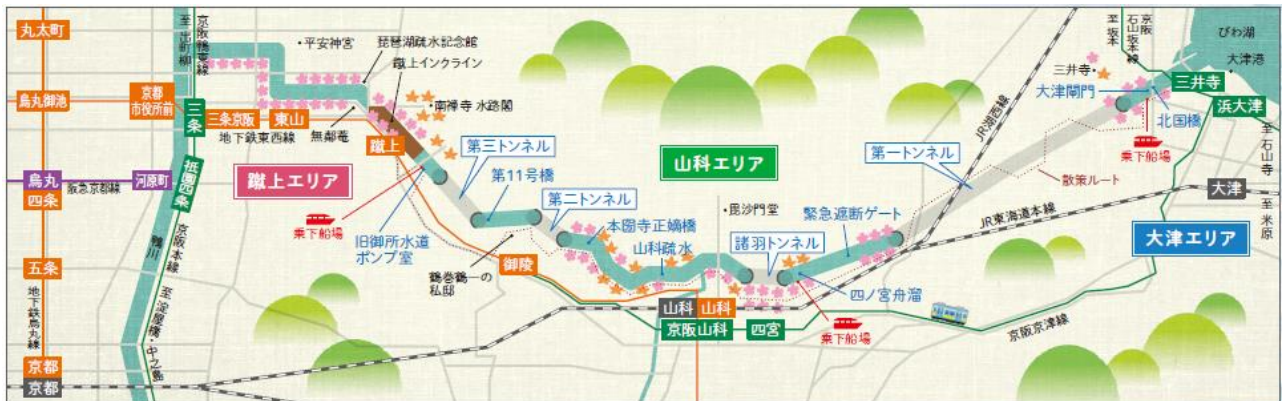 丸太町
烏丸御池
烏丸
四条
五条
地下鉄烏丸線
京都
京都
阪急京都線
河原町
京都
市役所前
至 出町柳
京阪鴨東線
三条
祇園四条
鴨川
京阪本線
至 淀屋橋・中之島
・平安神宮
琵琶湖疏水記念館
蹴上インクライン
・南禅寺 水路閣
三条京阪
東山
地下鉄東西線
無鄰菴
蹴上
蹴上エリア
乗下船場
旧御所水道
ポンプ室
第三トンネル
第11号橋
第二トンネル
鶴巻鶴一の
私邸
御陵
本圀寺正嫡橋
山科疏水
山科エリア
・毘沙門堂
諸羽トンネル
緊急遮断ゲート
四ノ宮舟溜
乗下船場
山科
山科
京阪山科
四宮
京阪京津線
JR湖西線
第一トンネル
散策ルート
JR東海道本線
大津エリア
大津
至 米原
至 石山寺
至 坂本
京阪
石山坂本線
三井寺・
大津閘門
北国橋
乗下船場
三井寺
浜大津
びわ湖
大津港